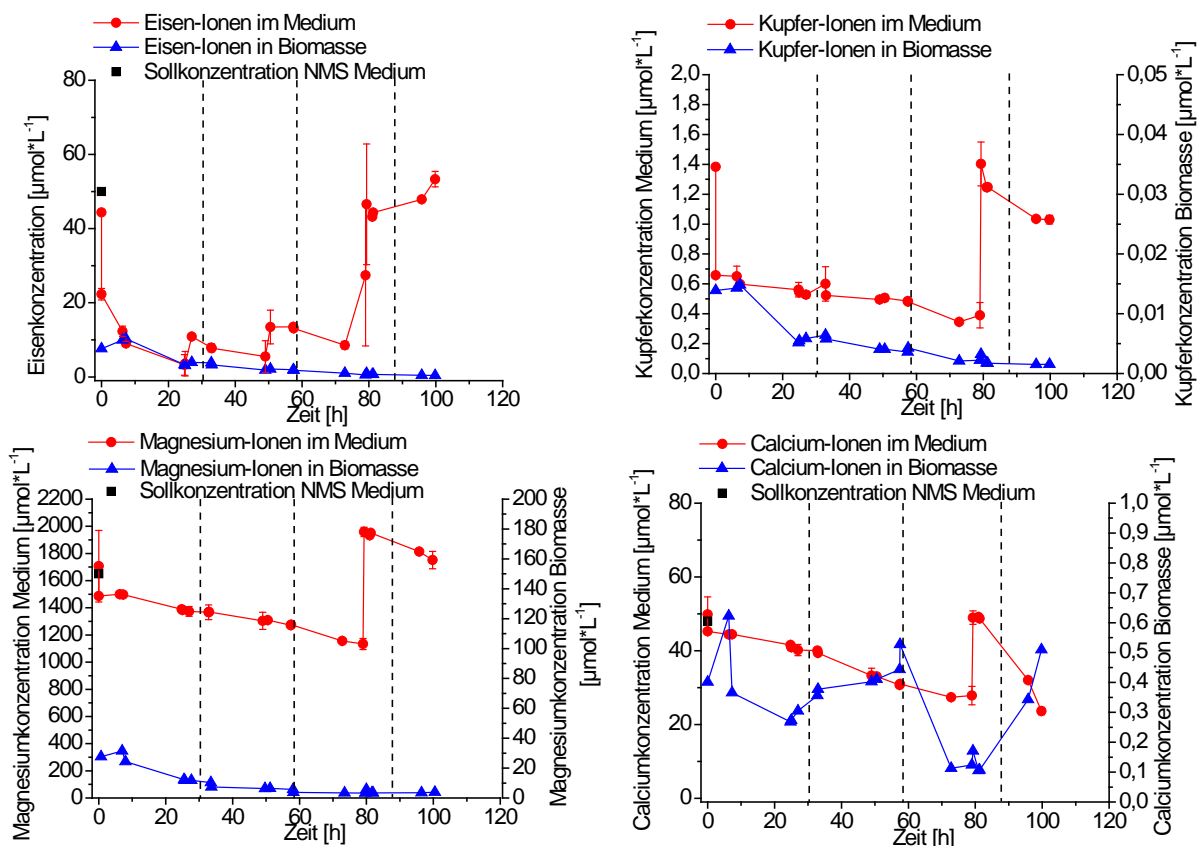 Eisen-Ionen im Medium
Eisen-Ionen in Biomasse
Sollkonzentration NMS Medium
Eisenkonzentration [µmol*L⁻¹]
80
60
40
20
0
0 20 40 60 80 100 120
Zeit [h]
Kupfer-Ionen im Medium
Kupfer-Ionen in Biomasse
Kupferkonzentration Medium [µmol*L⁻¹]
2,0
1,8
1,6
1,4
1,2
1,0
0,8
0,6
0,4
0,2
0,0
0,05
0,04
0,03
0,02
0,01
0,00
Kupferkonzentration Biomasse [µmol*L⁻¹]
0 20 40 60 80 100 120
Zeit [h]
Magnesium-Ionen im Medium
Magnesium-Ionen in Biomasse
Sollkonzentration NMS Medium
Magnesiumkonzentration Medium [µmol*L⁻¹]
2200
2000
1800
1600
1400
1200
1000
800
600
400
200
0
200
180
160
140
120
100
80
60
40
20
0
Magnesiumkonzentration Biomasse
[µmol*L⁻¹]
0 20 40 60 80 100 120
Zeit [h]
Calcium-Ionen im Medium
Calcium-Ionen in Biomasse
Sollkonzentration NMS Medium
Calciumkonzentration Medium [µmol*L⁻¹]
80
60
40
20
0
1,0
0,9
0,8
0,7
0,6
0,5
0,4
0,3
0,2
0,1
0,0
Calciumkonzentration Biomasse [µmol*L⁻¹]
0 20 40 60 80 100 120
Zeit [h]